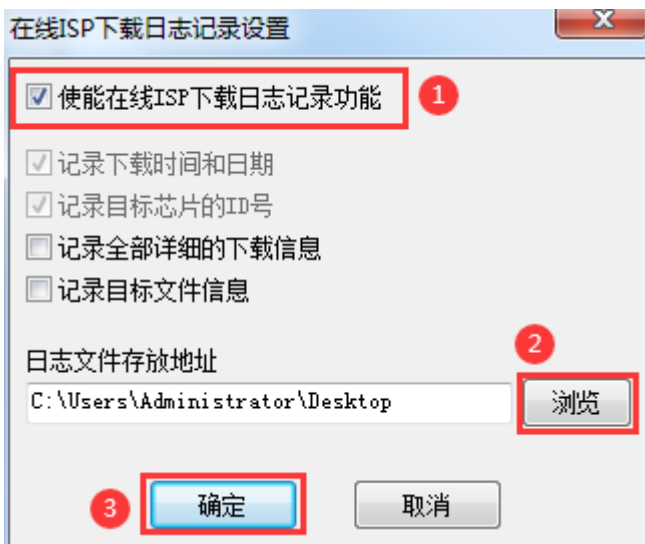 在线ISP下载日志记录设置
使能在线ISP下载日志记录功能
1
记录下载时间和日期
记录目标芯片的ID号
记录全部详细的下载信息
记录目标文件信息
2
日志文件存放地址
C:\Users\Administrator\Desktop 浏览
3 确定 取消